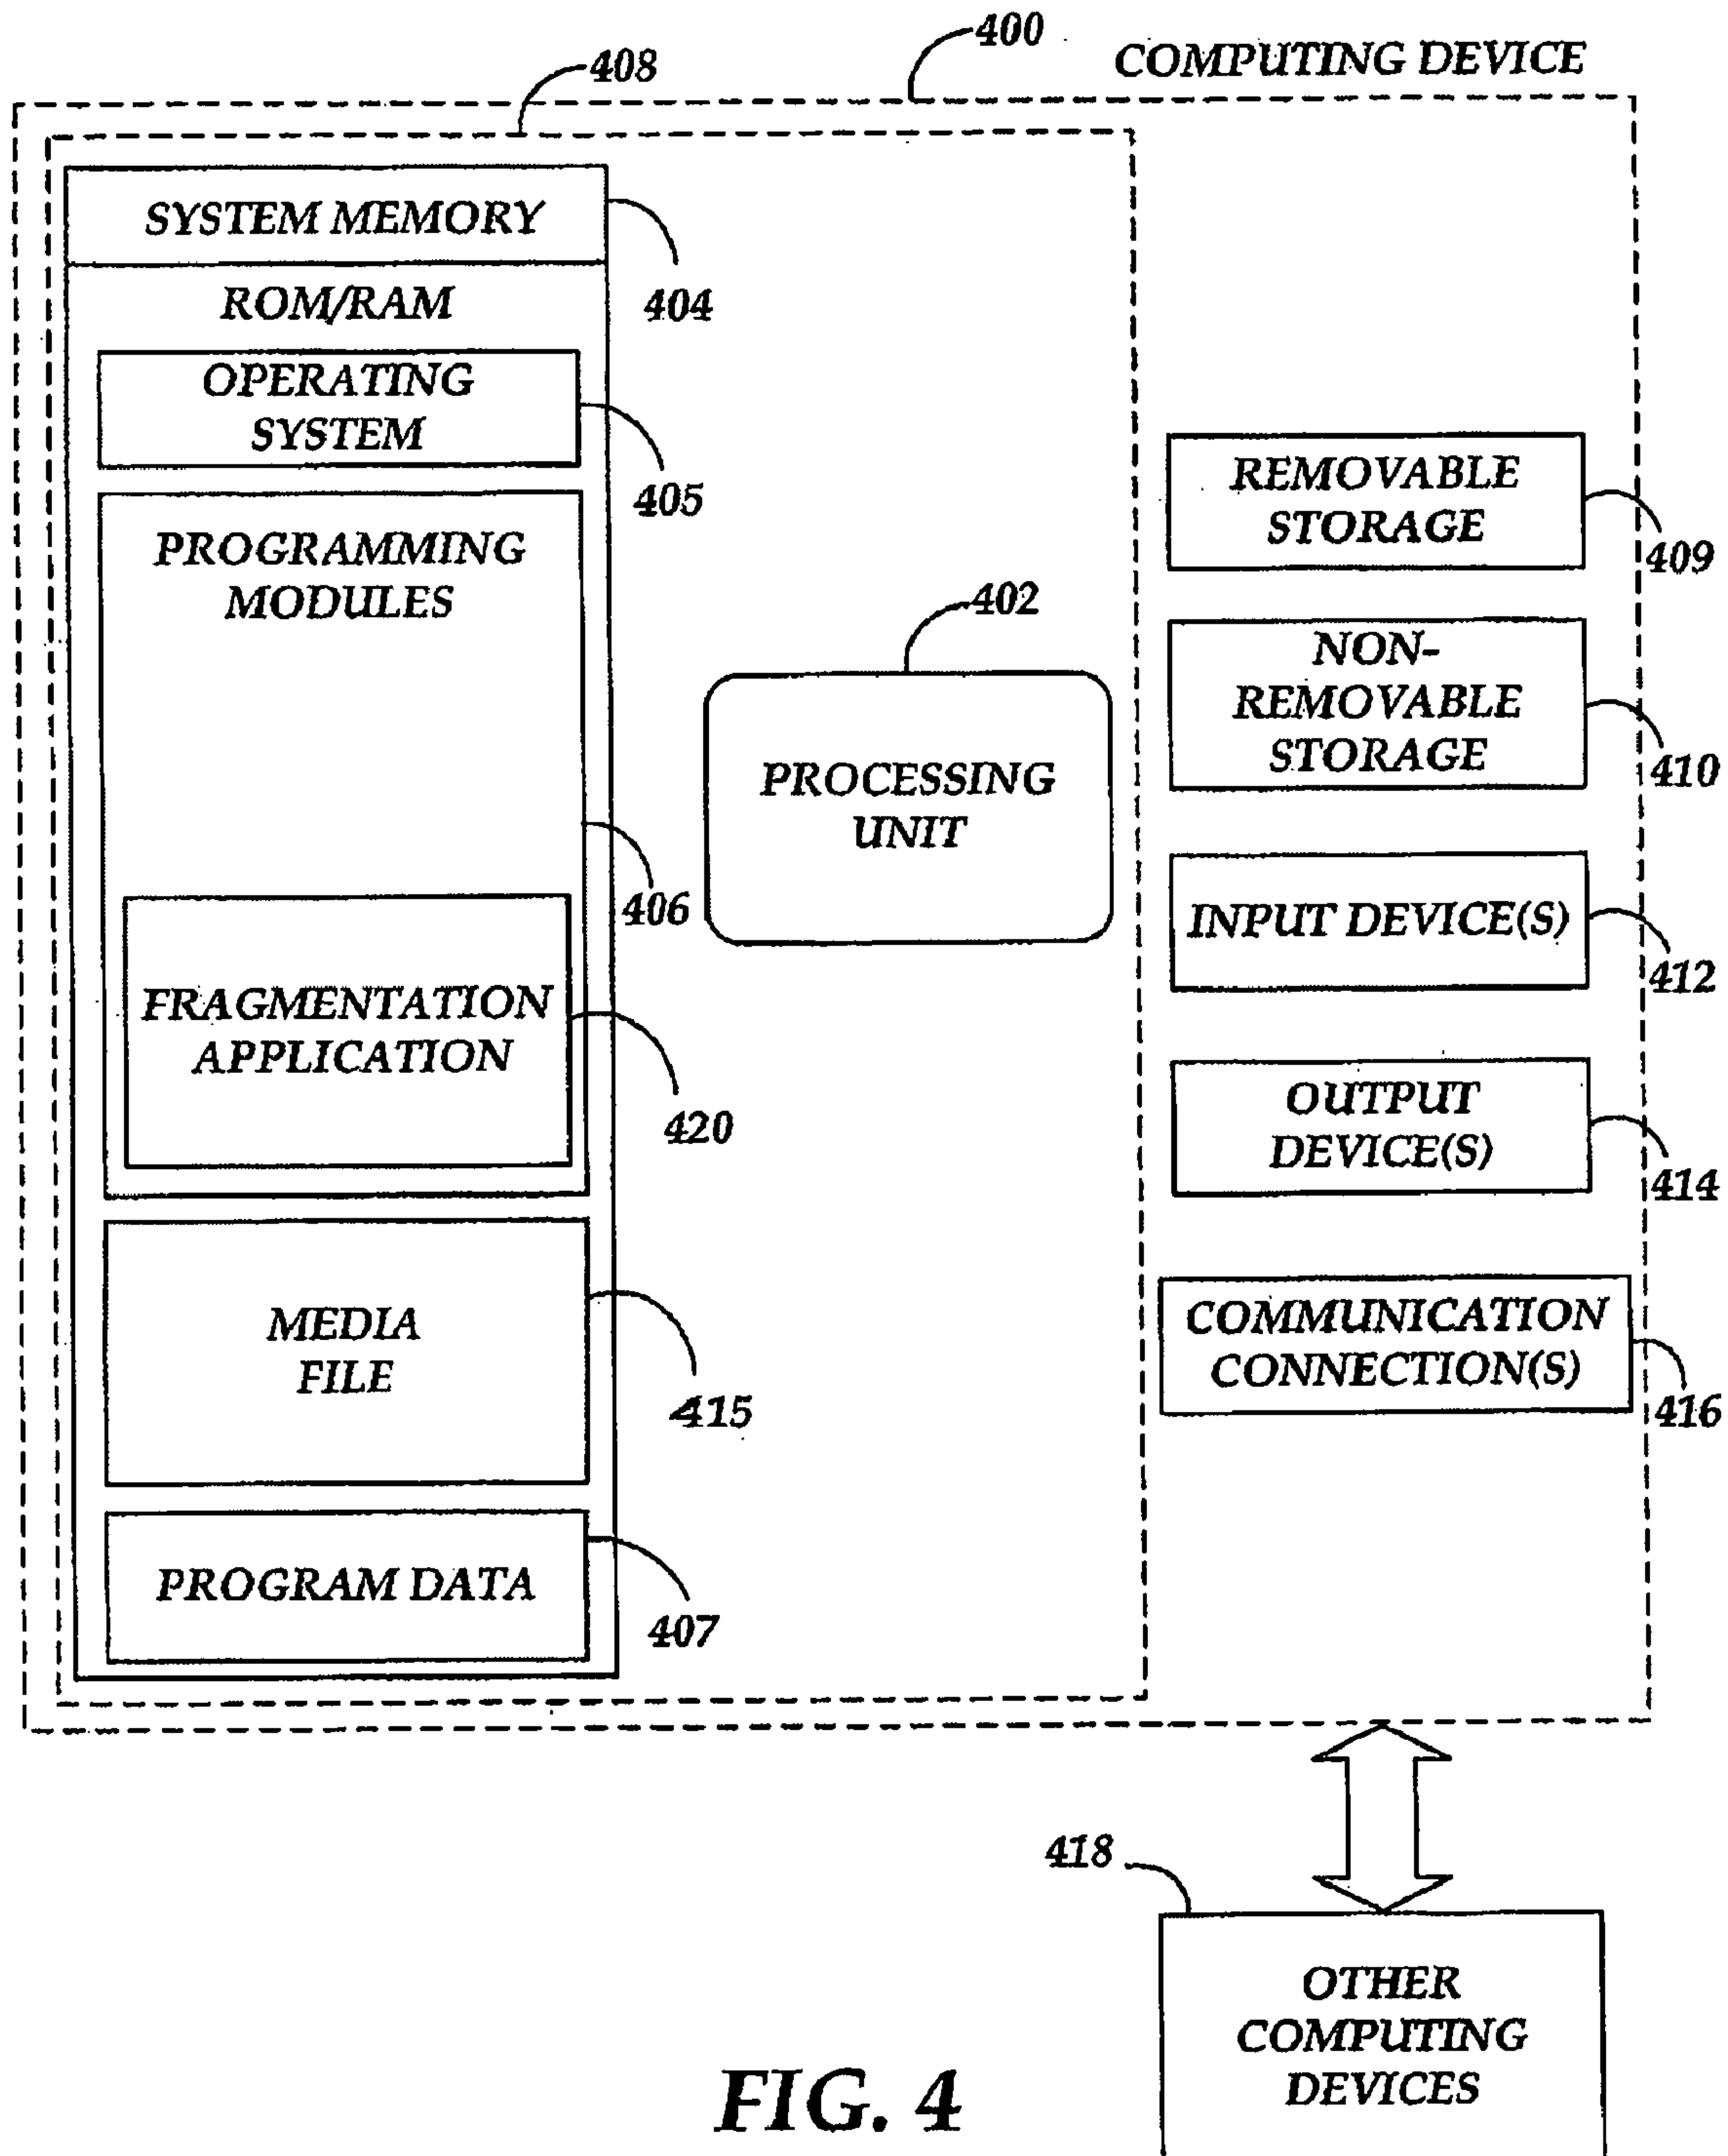 400
COMPUTING DEVICE
408
SYSTEM MEMORY
404
ROM/RAM
OPERATING
SYSTEM
405
PROGRAMMING
MODULES
406
FRAGMENTATION
APPLICATION
420
MEDIA
FILE
415
PROGRAM DATA
407
402
PROCESSING
UNIT
REMOVABLE
STORAGE
409
NON-
REMOVABLE
STORAGE
410
INPUT DEVICE(S)
412
OUTPUT
DEVICE(S)
414
COMMUNICATION
CONNECTION(S)
416
418
OTHER
COMPUTING
DEVICES
FIG. 4